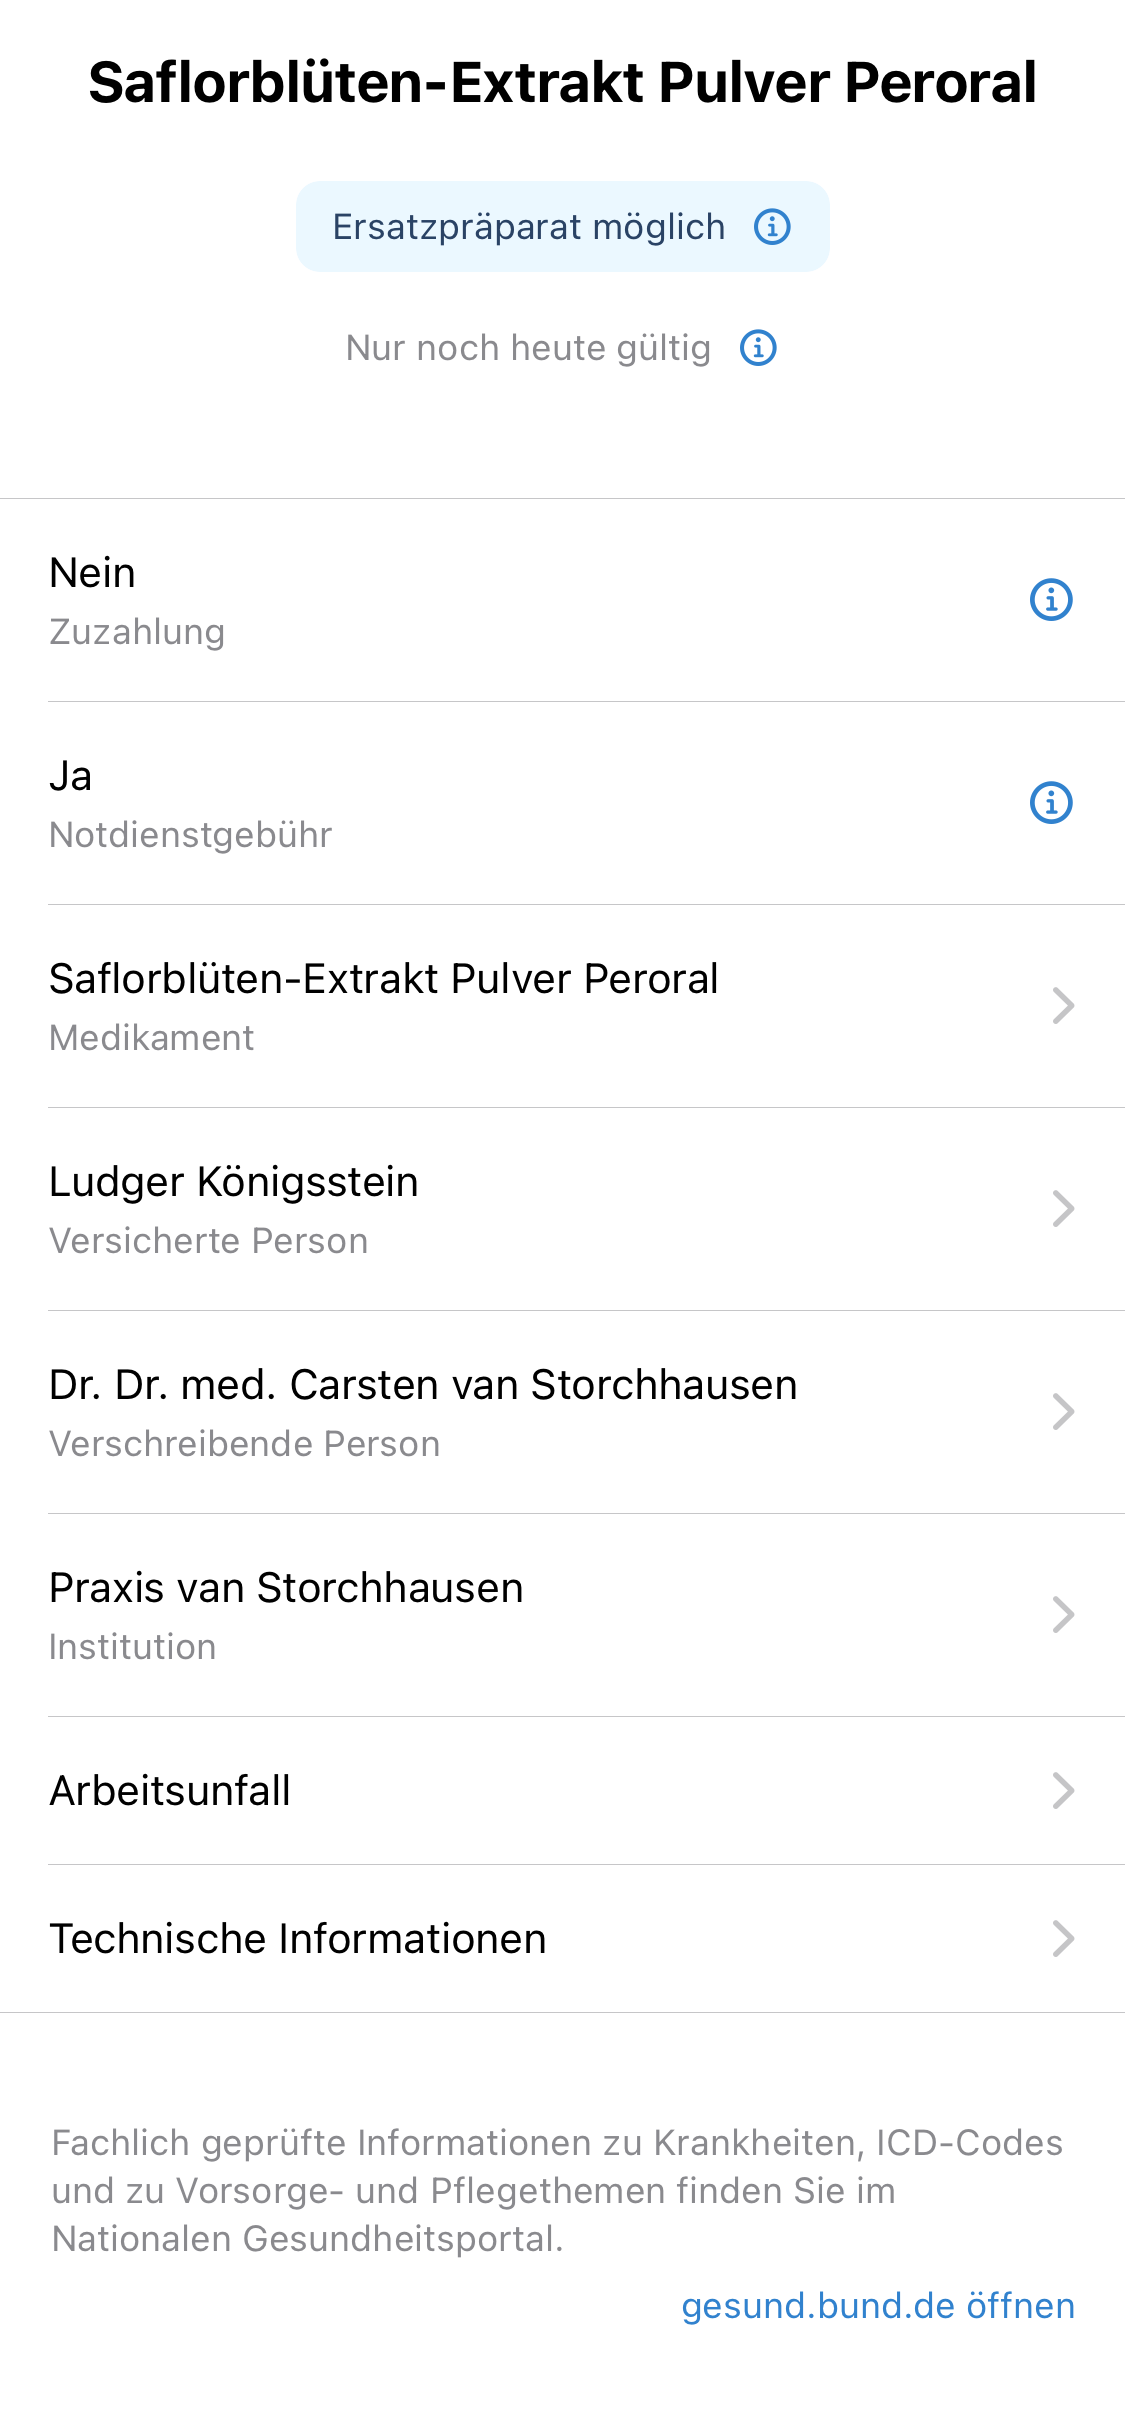 Saflorblüten-Extrakt Pulver Peroral
Ersatzpräparat möglich
Nur noch heute gültig
Nein
Zuzahlung
Ja
Notdienstgebühr
Saflorblüten-Extrakt Pulver Peroral
Medikament
Ludger Königsstein
Versicherte Person
Dr. Dr. med. Carsten van Storchhausen
Verschreibende Person
Praxis van Storchhausen
Institution
Arbeitsunfall
Technische Informationen
Fachlich geprüfte Informationen zu Krankheiten, ICD-Codes
und zu Vorsorge- und Pflegethemen finden Sie im
Nationalen Gesundheitsportal.
gesund.bund.de öffnen